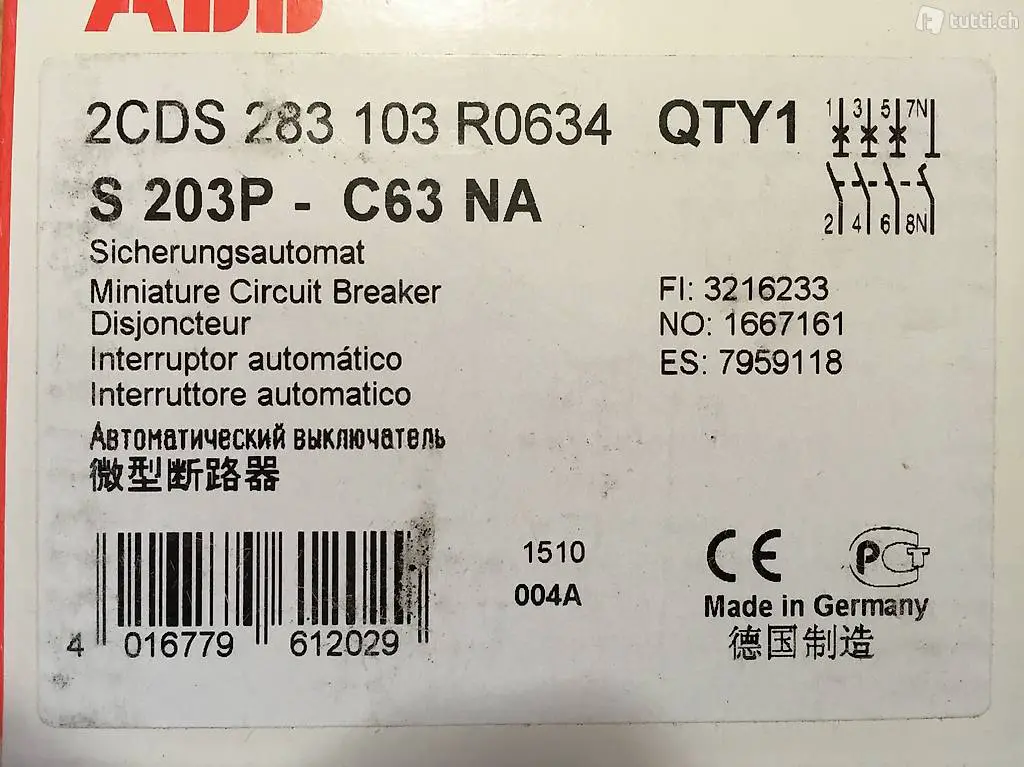 ABB
tutti.ch
2CDS 283 103 R0634 QTY1
1 3 5 7N
2 4 6 8N
S 203P - C63 NA
Sicherungsautomat
Miniature Circuit Breaker
Disjoncteur
Interruptor automático
Interruttore automatico
Автоматический выключатель
微型断路器
FI: 3216233
NO: 1667161
ES: 7959118
4 016779 612029
1510
004A
CE
РСТ
Made in Germany
德国制造